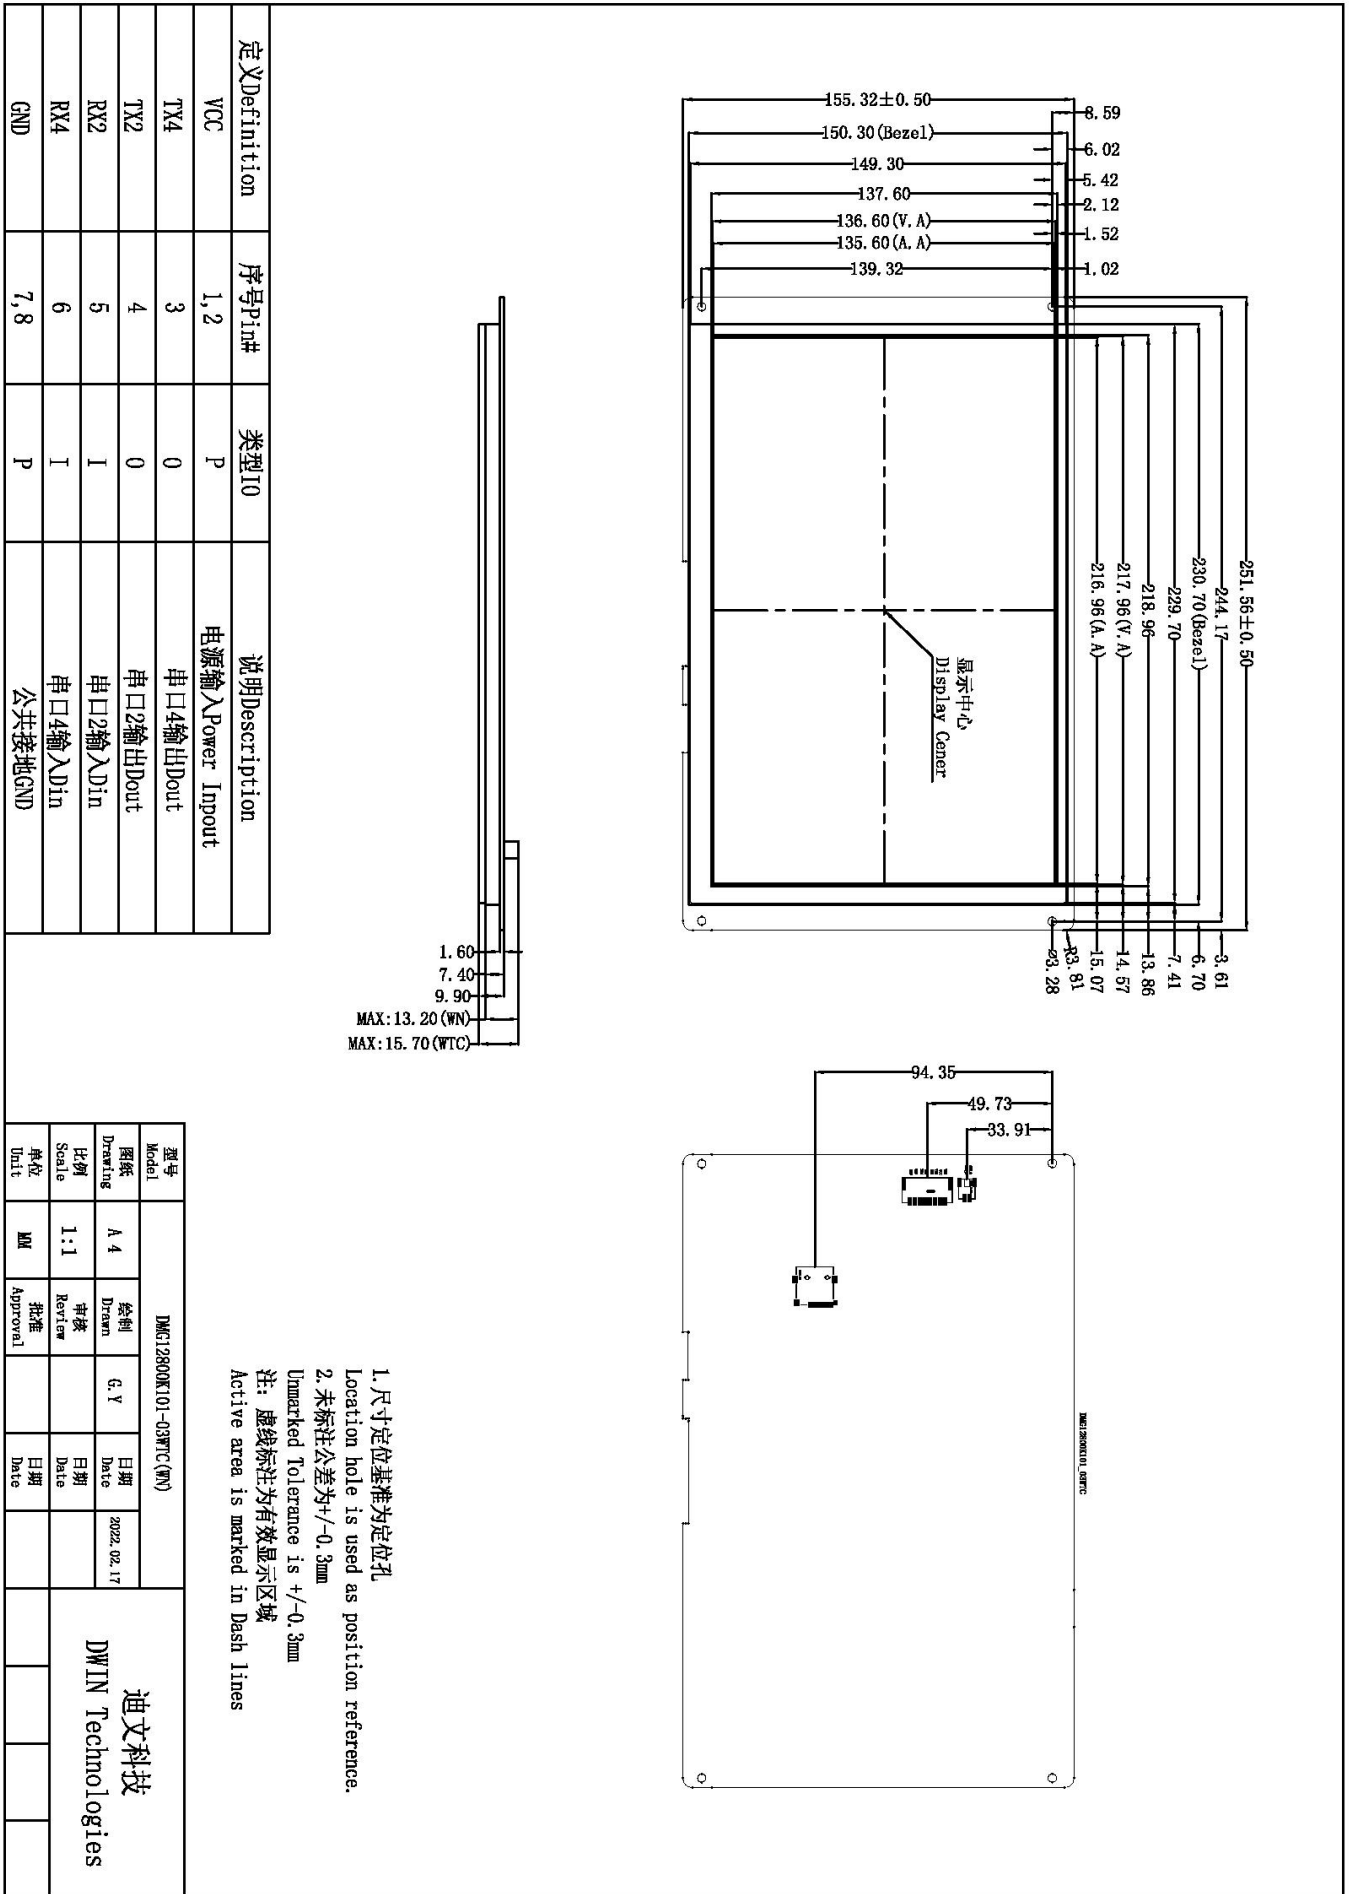 155.32±0.50
150.30(Bezel)
149.30
137.60
136.60(V.A)
135.60(A.A)
139.32
8.59
6.02
5.42
2.12
1.52
1.02
251.56±0.50
244.17
230.70(Bezel)
229.70
218.96
217.96(V.A)
216.96(A.A)
显示中心
Display Cener
3.61
6.70
7.41
13.86
14.57
15.07
R3.81
ø3.28
1.60
7.40
9.90
MAX:13.20(WN)
MAX:15.70(WTC)
94.35
49.73
33.91
DMG12800K101_03WTC
定义Definition 序号Pin# 类型IO 说明Description
VCC 1,2 P 电源输入Power Inpout
TX4 3 O 串口4输出Dout
TX2 4 O 串口2输出Dout
RX2 5 I 串口2输入Din
RX4 6 I 串口4输入Din
GND 7,8 P 公共接地GND
1.尺寸定位基准为定位孔
Location hole is used as position reference.
2.未标注公差为+/-0.3mm
Unmarked Tolerance is +/-0.3mm
注：虚线标注为有效显示区域
Active area is marked in Dash lines
型号
Model
DMG12800K101-03WTC(WN)
图纸
Drawing
A 4
绘制
Drawn
G.Y
日期
Date
2022.02.17
比例
Scale
1:1
审核
Review
日期
Date
单位
Unit
MM
批准
Approval
日期
Date
迪文科技
DWIN Technologies